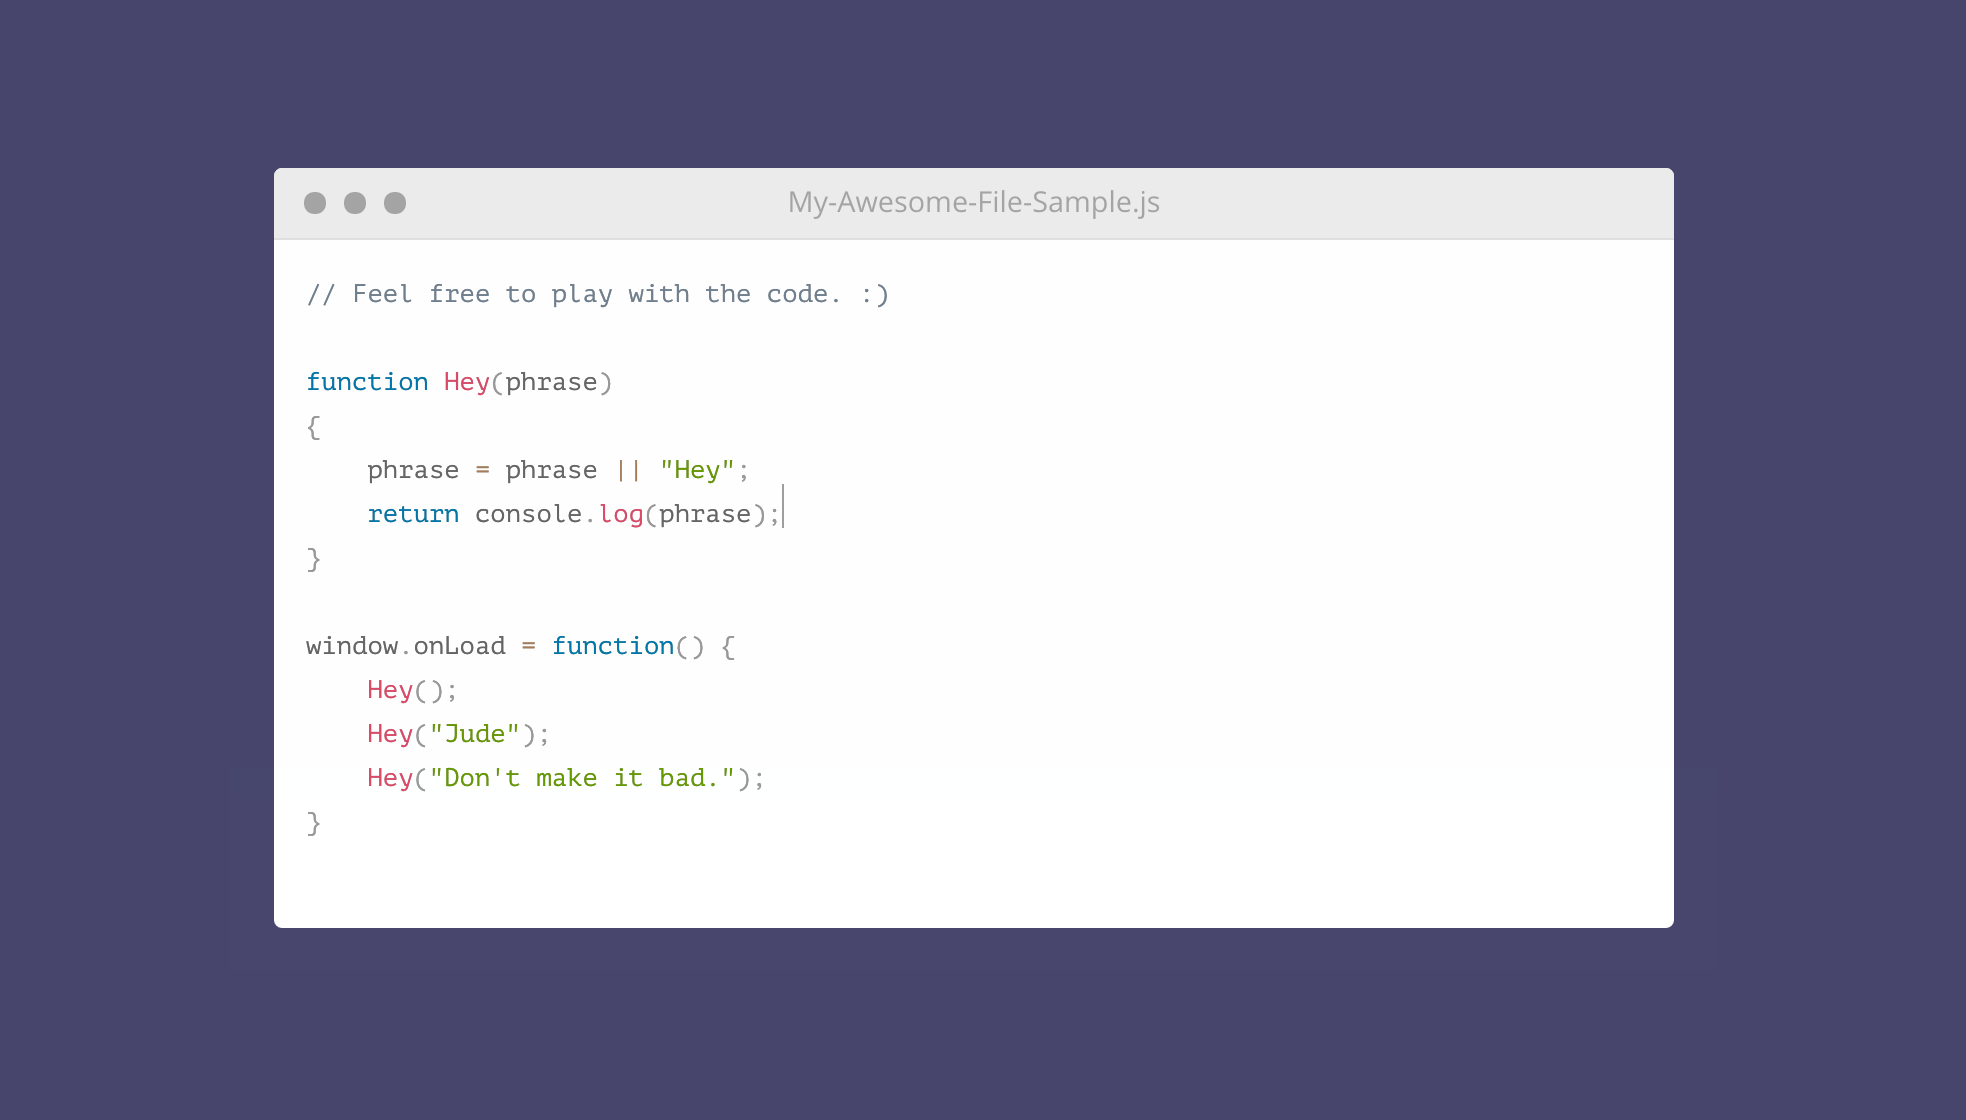 My-Awesome-File-Sample.js
// Feel free to play with the code. :)
function Hey(phrase)
{
    phrase = phrase || "Hey";
    return console.log(phrase);
}
window.onLoad = function() {
    Hey();
    Hey("Jude");
    Hey("Don't make it bad.");
}